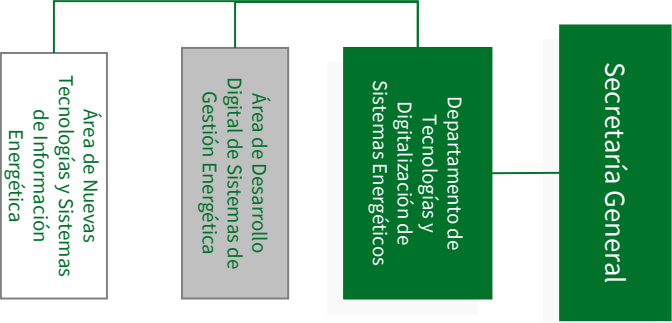 Secretaría General
Departamento de
Tecnologías y
Digitalización de
Sistemas Energéticos
Área de Desarrollo
Digital de Sistemas de
Gestión Energética
Área de Nuevas
Tecnologías y Sistemas
de Información
Energética